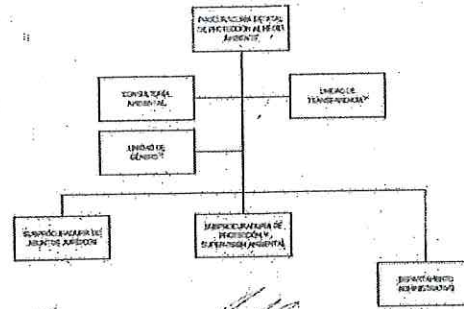 PROCURADURÍA ESTATAL
DE PROTECCIÓN AL MEDIO
AMBIENTE
CONSULTORÍA
AMBIENTAL
UNIDAD DE
TRANSPARENCIA
UNIDAD DE
GÉNERO
SUBPROCURADURÍA DE
ASUNTOS JURÍDICOS
SUBPROCURADURÍA DE
PROTECCIÓN Y
SUPERVISIÓN AMBIENTAL
DEPARTAMENTO
ADMINISTRATIVO